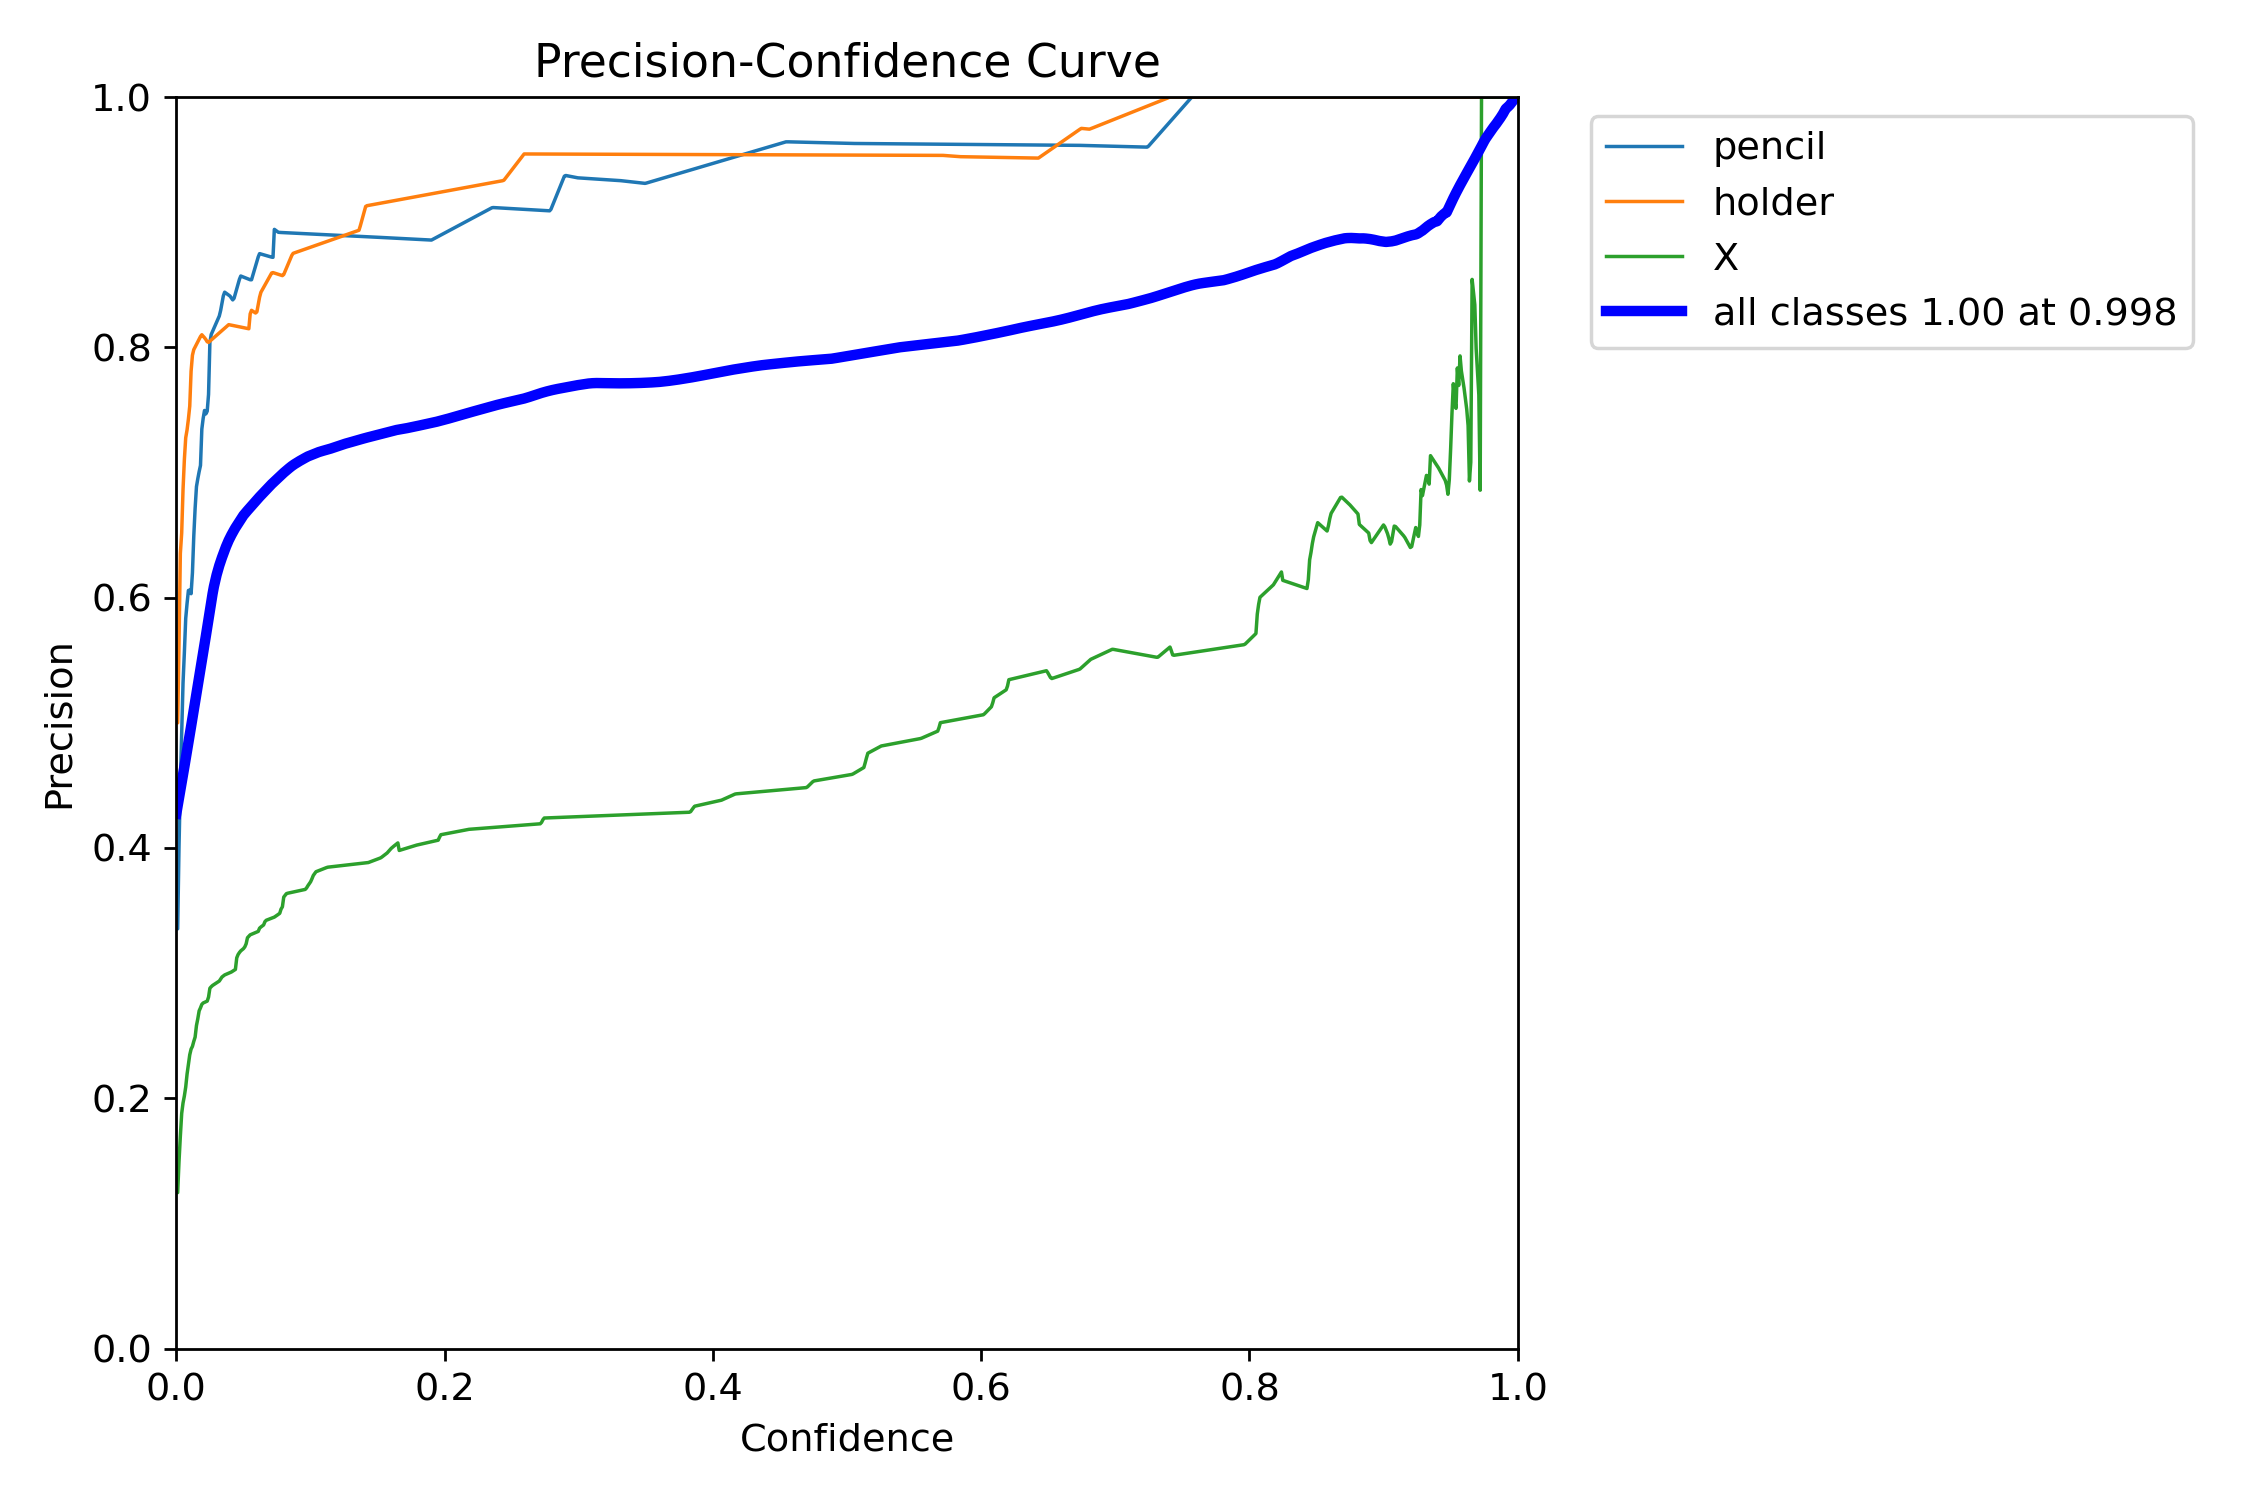 Precision-Confidence Curve
1.0
0.8
0.6
0.4
0.2
0.0
Precision
0.0 0.2 0.4 0.6 0.8 1.0
Confidence
pencil
holder
X
all classes 1.00 at 0.998